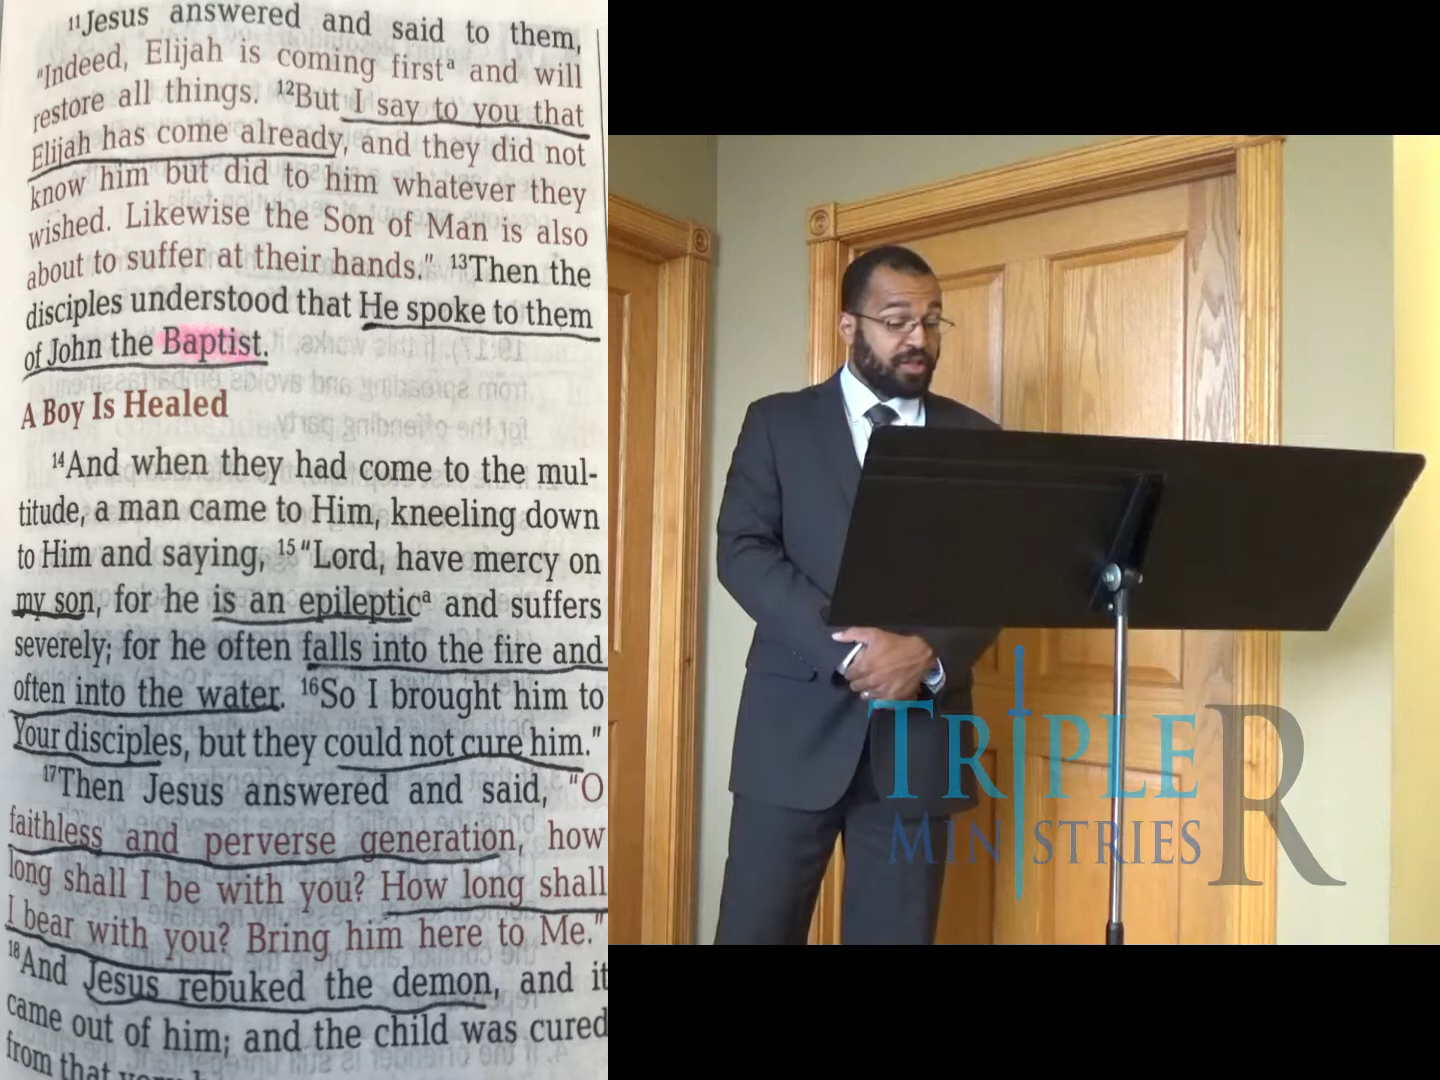 11Jesus answered and said to them,
"Indeed, Elijah is coming firsta and will
restore all things. 12But I say to you that
Elijah has come already, and they did not
know him but did to him whatever they
wished. Likewise the Son of Man is also
about to suffer at their hands." 13Then the
disciples understood that He spoke to them
of John the Baptist.
A Boy Is Healed
14And when they had come to the mul-
titude, a man came to Him, kneeling down
to Him and saying, 15"Lord, have mercy on
my son, for he is an epileptica and suffers
severely; for he often falls into the fire and
often into the water. 16So I brought him to
Your disciples, but they could not cure him."
17Then Jesus answered and said, "O
faithless and perverse generation, how
long shall I be with you? How long shall
I bear with you? Bring him here to Me."
18And Jesus rebuked the demon, and it
came out of him; and the child was cured
from that very
TRIPLE R
MINISTRIES